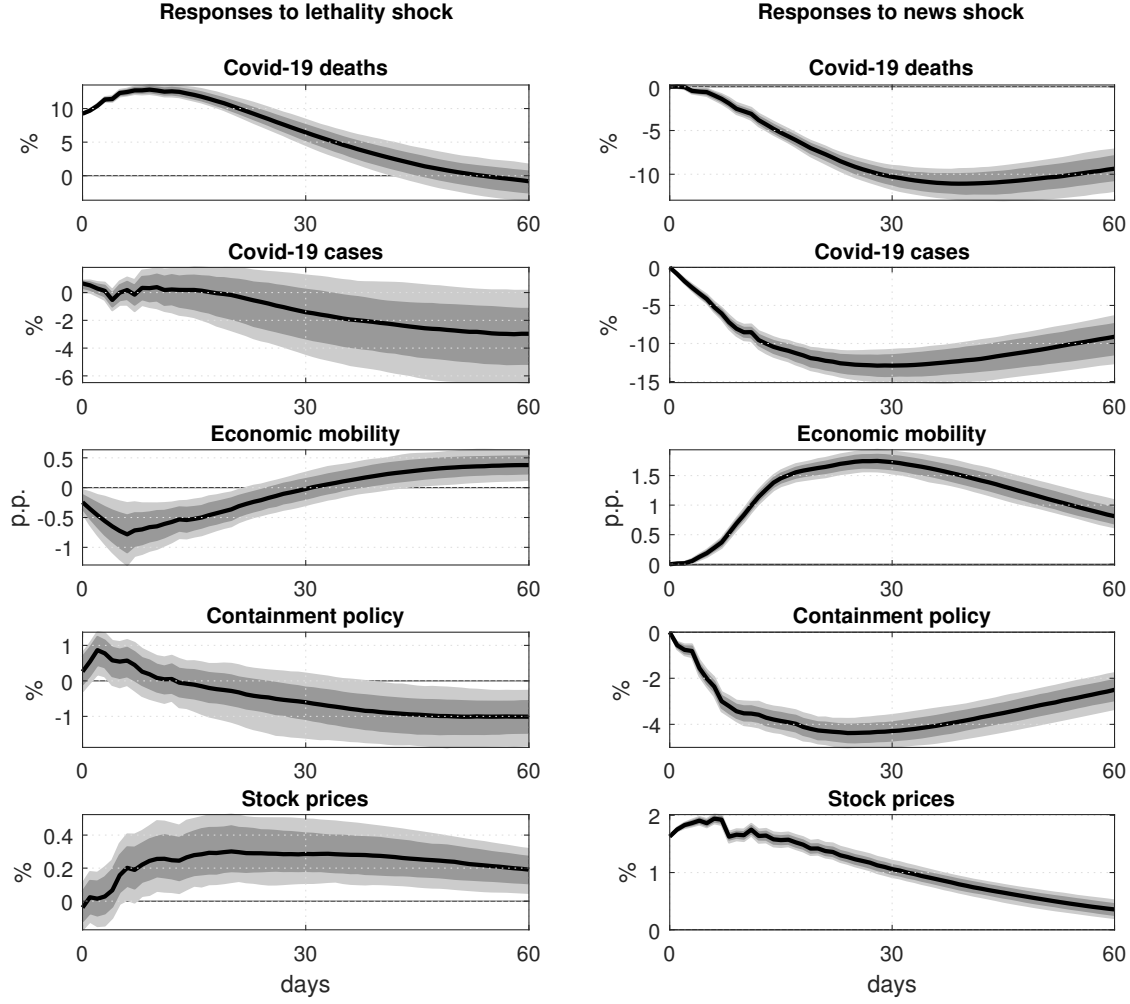 Responses to lethality shock
Responses to news shock
Covid-19 deaths
10
5
0
%
0 30 60
Covid-19 deaths
0
-5
-10
%
0 30 60
Covid-19 cases
0
-2
-4
-6
%
0 30 60
Covid-19 cases
0
-5
-10
-15
%
0 30 60
Economic mobility
0.5
0
-0.5
-1
p.p.
0 30 60
Economic mobility
1.5
1
0.5
0
p.p.
0 30 60
Containment policy
1
0
-1
%
0 30 60
Containment policy
0
-2
-4
%
0 30 60
Stock prices
0.4
0.2
0
%
0 30 60
days
Stock prices
2
1
0
%
0 30 60
days